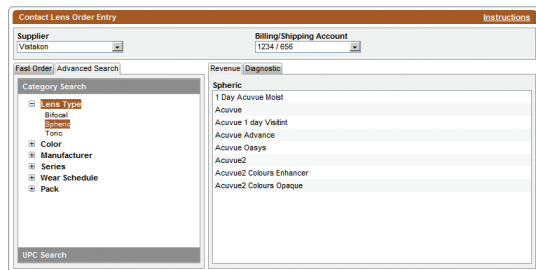 Contact Lens Order Entry Instructions
Supplier Billing/Shipping Account
Vistakon 1234 / 656
Fast Order Advanced Search Revenue Diagnostic
Category Search
Lens Type
Bifocal
Spheric
Toric
Color
Manufacturer
Series
Wear Schedule
Pack
UPC Search
Spheric
1 Day Acuvue Moist
Acuvue
Acuvue 1 day Visitint
Acuvue Advance
Acuvue Oasys
Acuvue2
Acuvue2 Colours Enhancer
Acuvue2 Colours Opaque